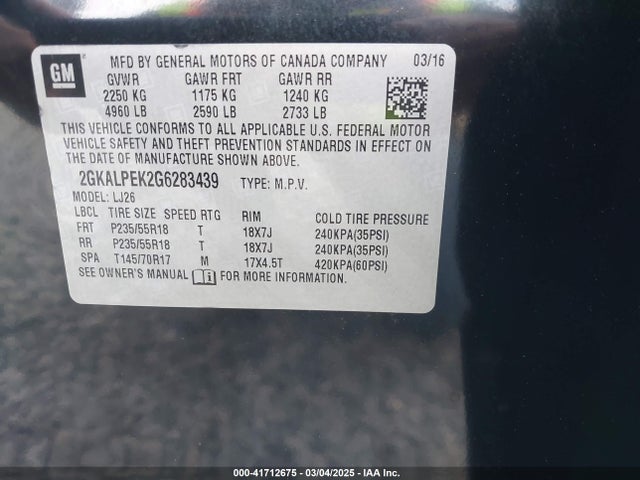 GM
MFD BY GENERAL MOTORS OF CANADA COMPANY 03/16
GVWR GAWR FRT GAWR RR
2250 KG 1175 KG 1240 KG
4960 LB 2590 LB 2733 LB
THIS VEHICLE CONFORMS TO ALL APPLICABLE U.S. FEDERAL MOTOR
VEHICLE SAFETY AND THEFT PREVENTION STANDARDS IN EFFECT ON
THE DATE OF MANUFACTURE SHOWN ABOVE.
2GKALPEK2G6283439 TYPE: M.P.V.
MODEL: LJ26
LBCL TIRE SIZE SPEED RTG RIM COLD TIRE PRESSURE
FRT P235/55R18 T 18X7J 240KPA(35PSI)
RR P235/55R18 T 18X7J 240KPA(35PSI)
SPA T145/70R17 M 17X4.5T 420KPA(60PSI)
SEE OWNER'S MANUAL FOR MORE INFORMATION.
000-41712675 - 03/04/2025 - IAA Inc.